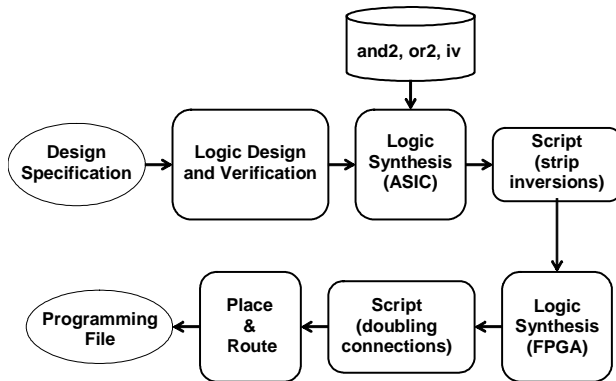 and2, or2, iv
Design
Specification
Logic Design
and Verification
Logic
Synthesis
(ASIC)
Script
(strip
inversions)
Logic
Synthesis
(FPGA)
Script
(doubling
connections)
Place
&
Route
Programming
File